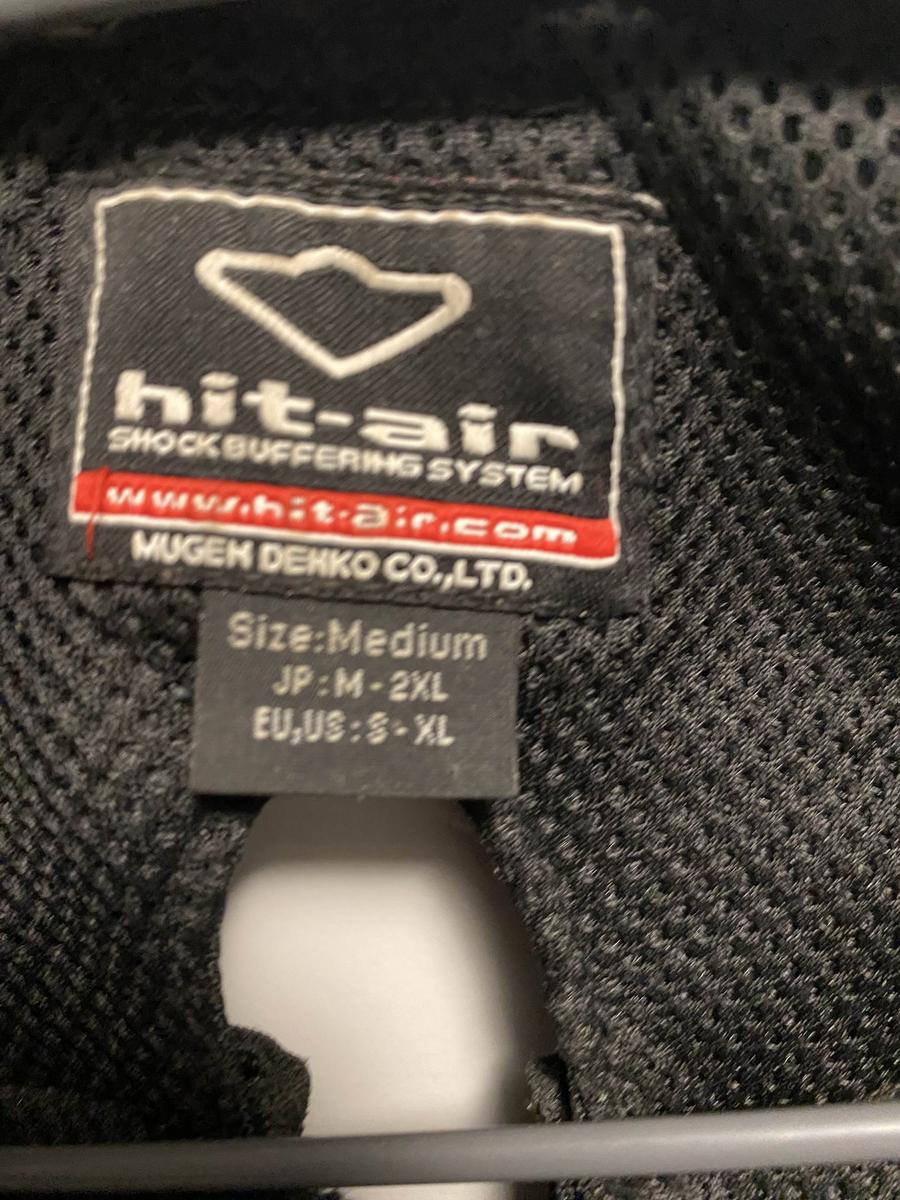 hit-air
SHOCK BUFFERING SYSTEM
www.hit-air.com
MUGEN DENKO CO.,LTD.
Size:Medium
JP:M-2XL
EU,US:S-XL